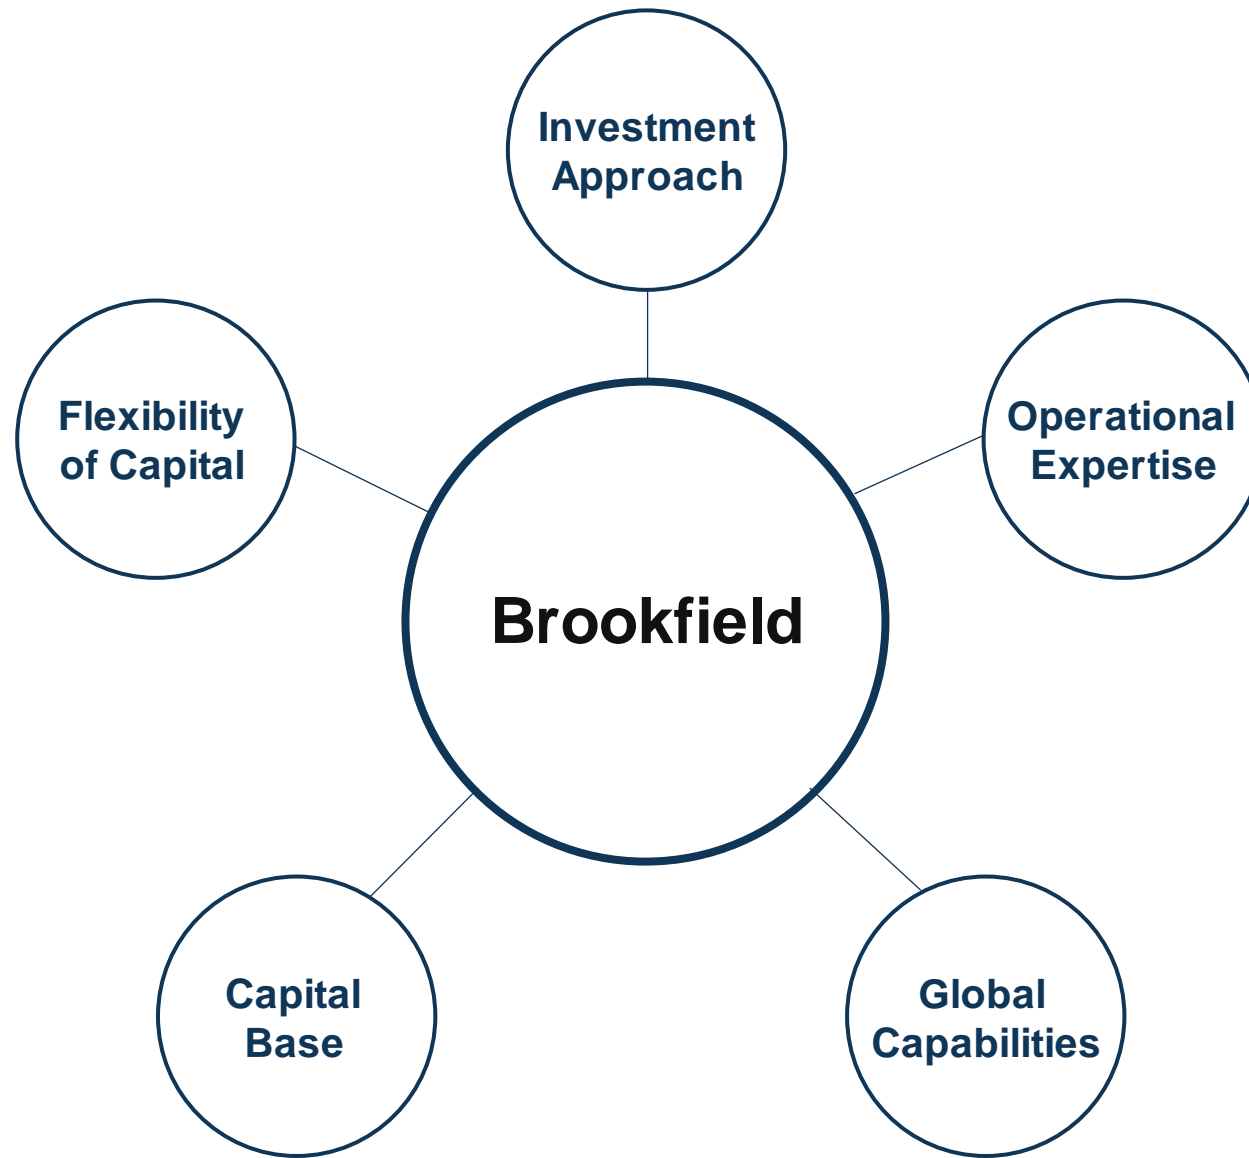 Investment
Approach
Flexibility
of Capital
Operational
Expertise
Brookfield
Capital
Base
Global
Capabilities